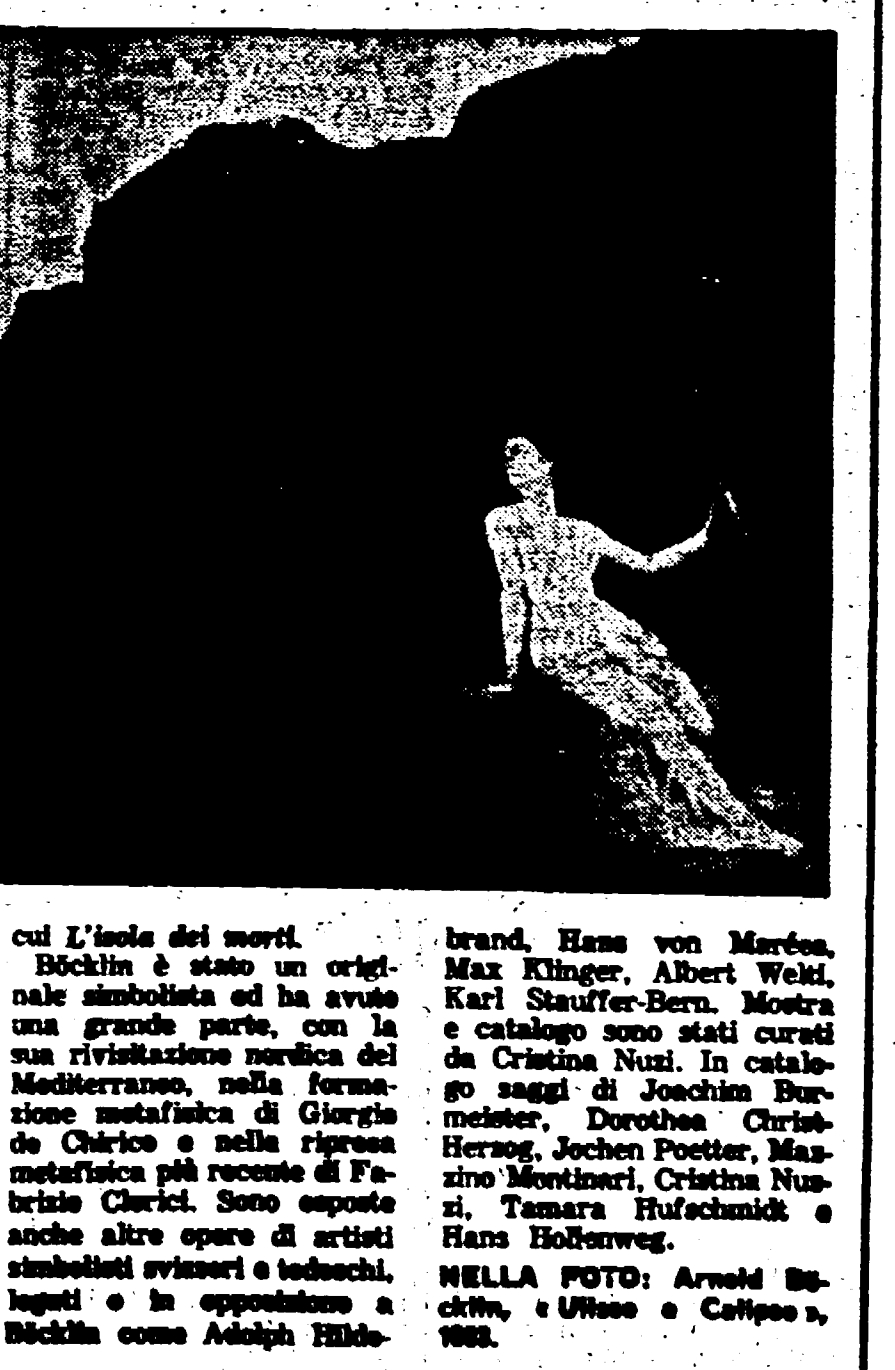 cui L'isola dei morti.
Böcklin è stato un origi-
nale simbolista ed ha avuto
una grande parte, con la
sua rivisitazione nordica del
Mediterraneo, nella forma-
zione metafisica di Giorgio
de Chirico e nella ripresa
metafisica più recente di Fa-
brizio Clerici. Sono esposte
anche altre opere di artisti
simbolisti svizzeri e tedeschi,
legati o in opposizione a
Böcklin come Adolph Hilde-
brand, Hans von Marées,
Max Klinger, Albert Welti,
Karl Stauffer-Bern. Mostra
e catalogo sono stati curati
da Cristina Nuzi. In catalo-
go saggi di Joachim Bur-
meister, Dorothea Christ-
Herzog, Jochen Poetter, Maz-
zino Montinari, Cristina Nuz-
zi, Tamara Hufschmidt e
Hans Hollenweg.
NELLA FOTO: Arnold Bö-
cklin, « Ulisse e Calipso »,